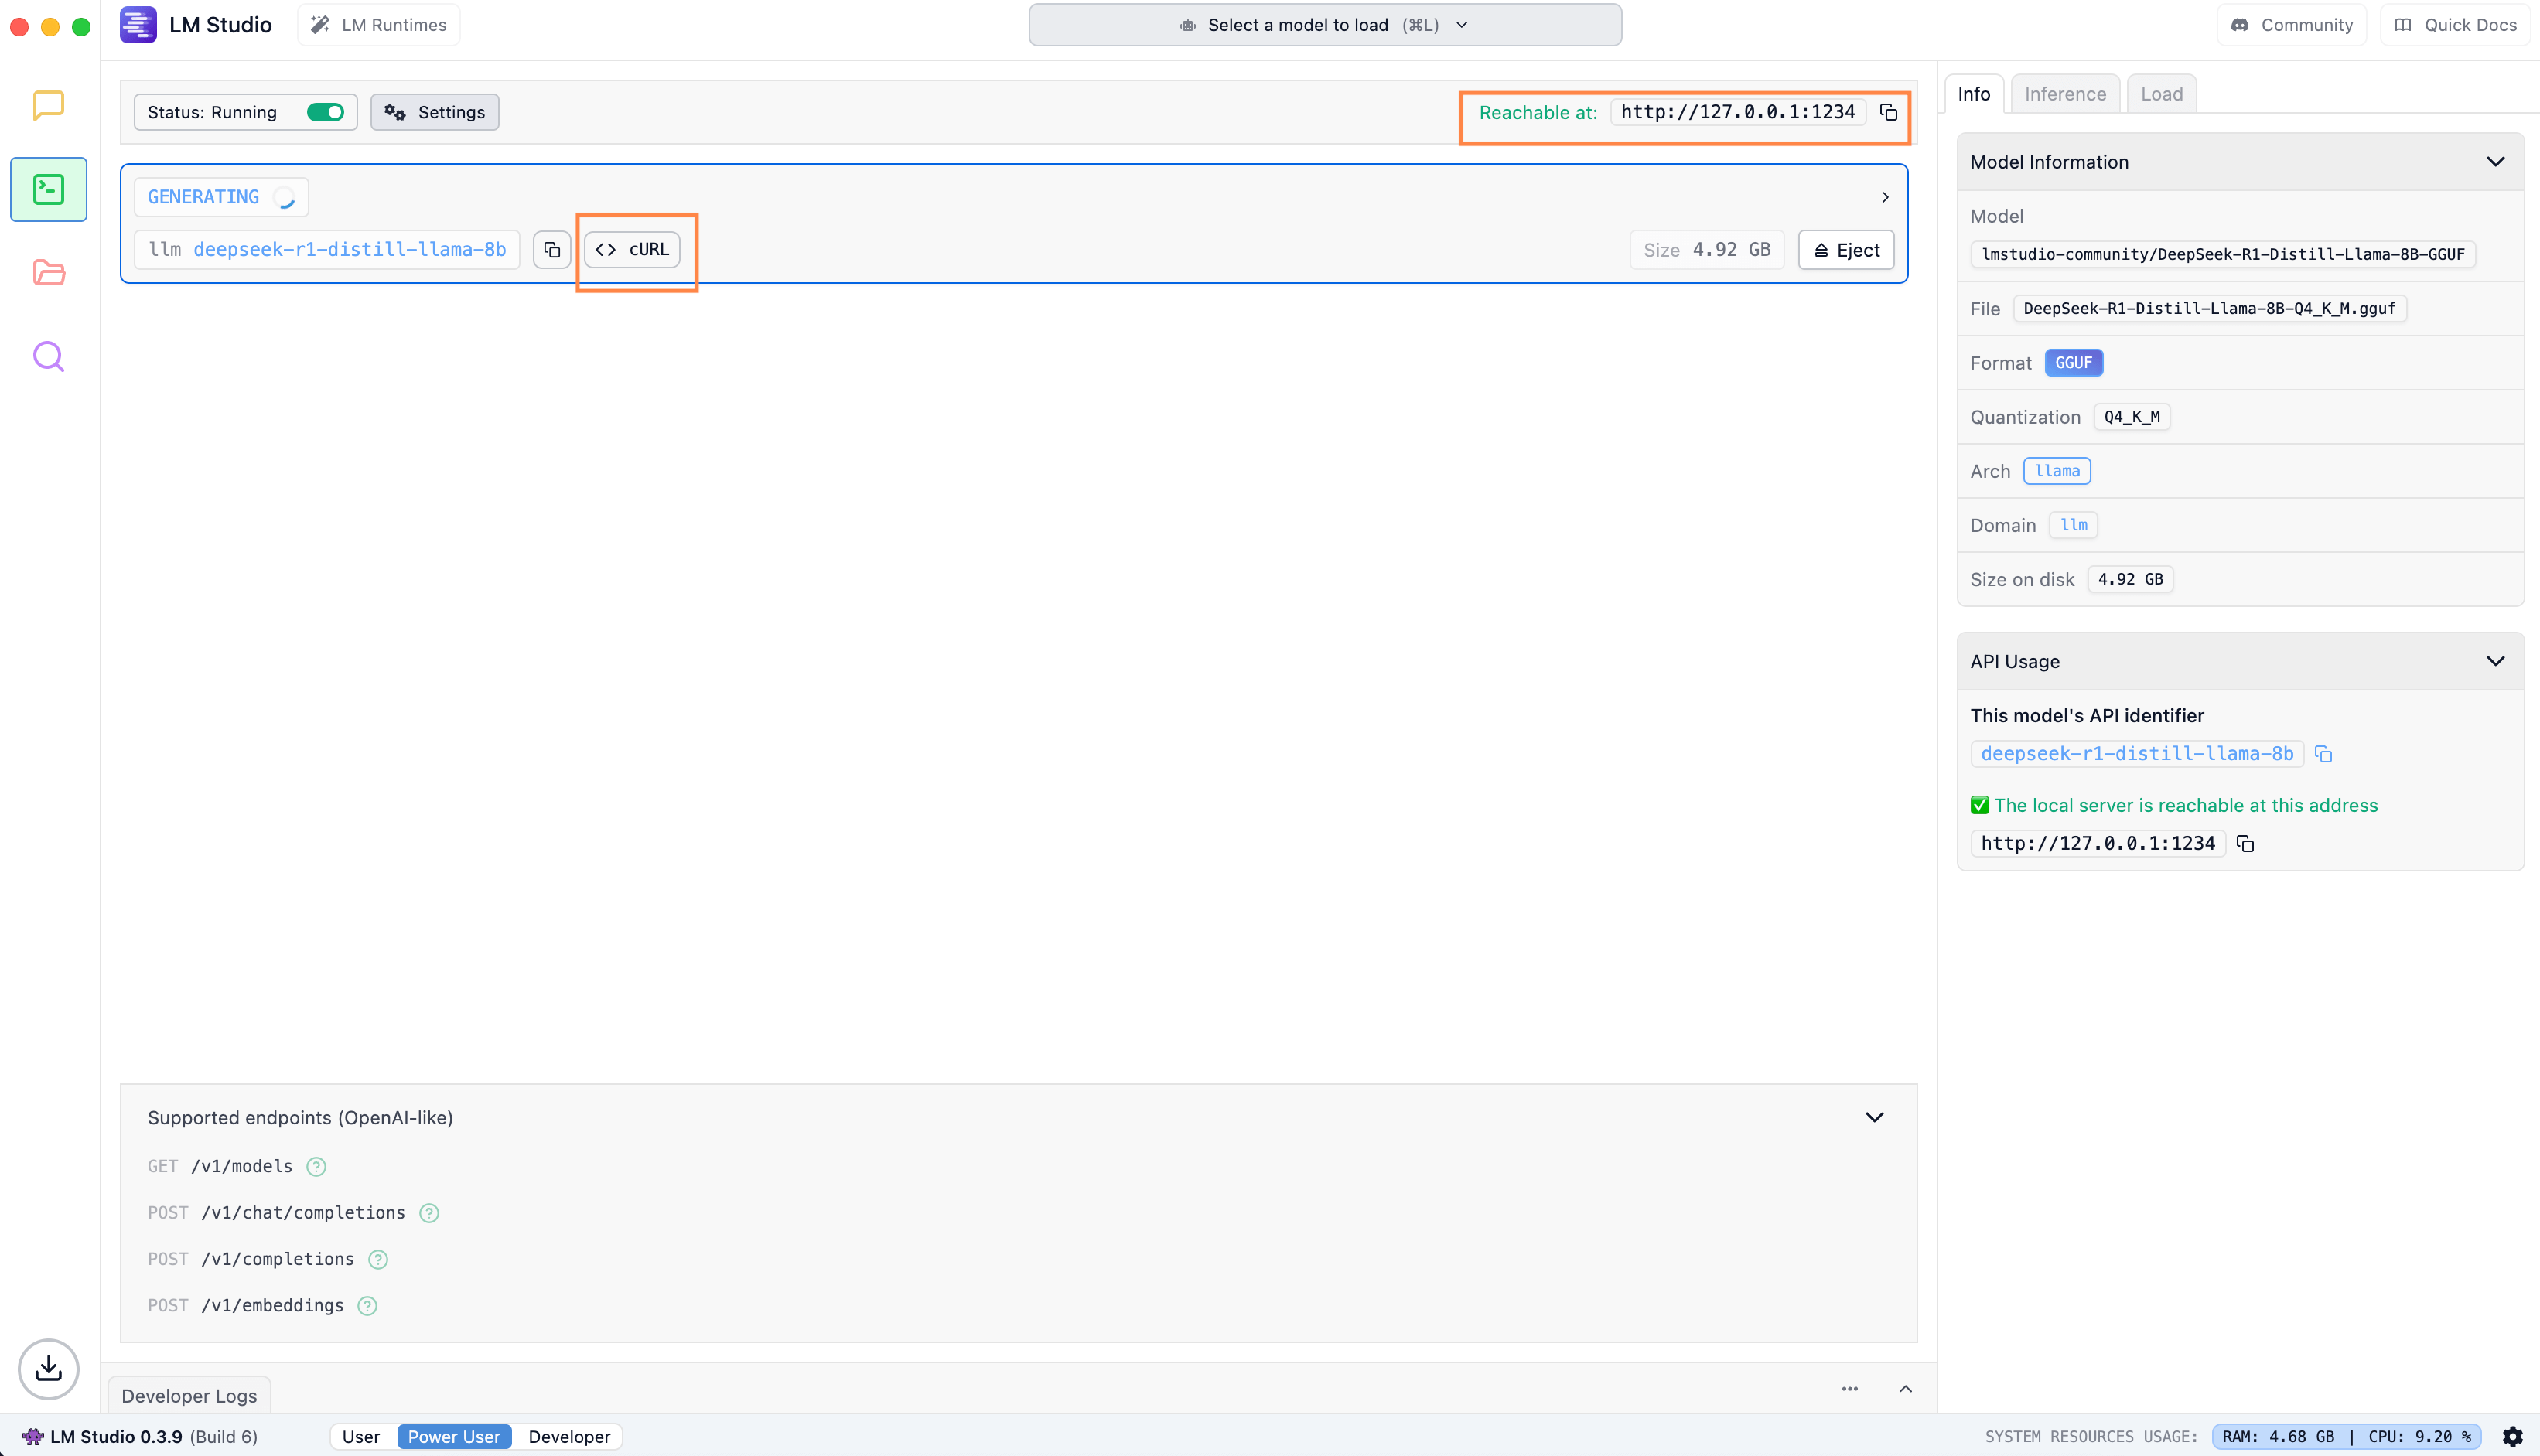 LM Studio
LM Runtimes
Select a model to load (⌘L)
Community
Quick Docs
Status: Running
Settings
Reachable at: http://127.0.0.1:1234
GENERATING
llm deepseek-r1-distill-llama-8b
cURL
Size 4.92 GB
Eject
Info
Inference
Load
Model Information
Model
lmstudio-community/DeepSeek-R1-Distill-Llama-8B-GGUF
File DeepSeek-R1-Distill-Llama-8B-Q4_K_M.gguf
Format GGUF
Quantization Q4_K_M
Arch llama
Domain llm
Size on disk 4.92 GB
API Usage
This model's API identifier
deepseek-r1-distill-llama-8b
✅ The local server is reachable at this address
http://127.0.0.1:1234
Supported endpoints (OpenAI-like)
GET /v1/models ?
POST /v1/chat/completions ?
POST /v1/completions ?
POST /v1/embeddings ?
Developer Logs
LM Studio 0.3.9 (Build 6)
User
Power User
Developer
SYSTEM RESOURCES USAGE: RAM: 4.68 GB | CPU: 9.20 %